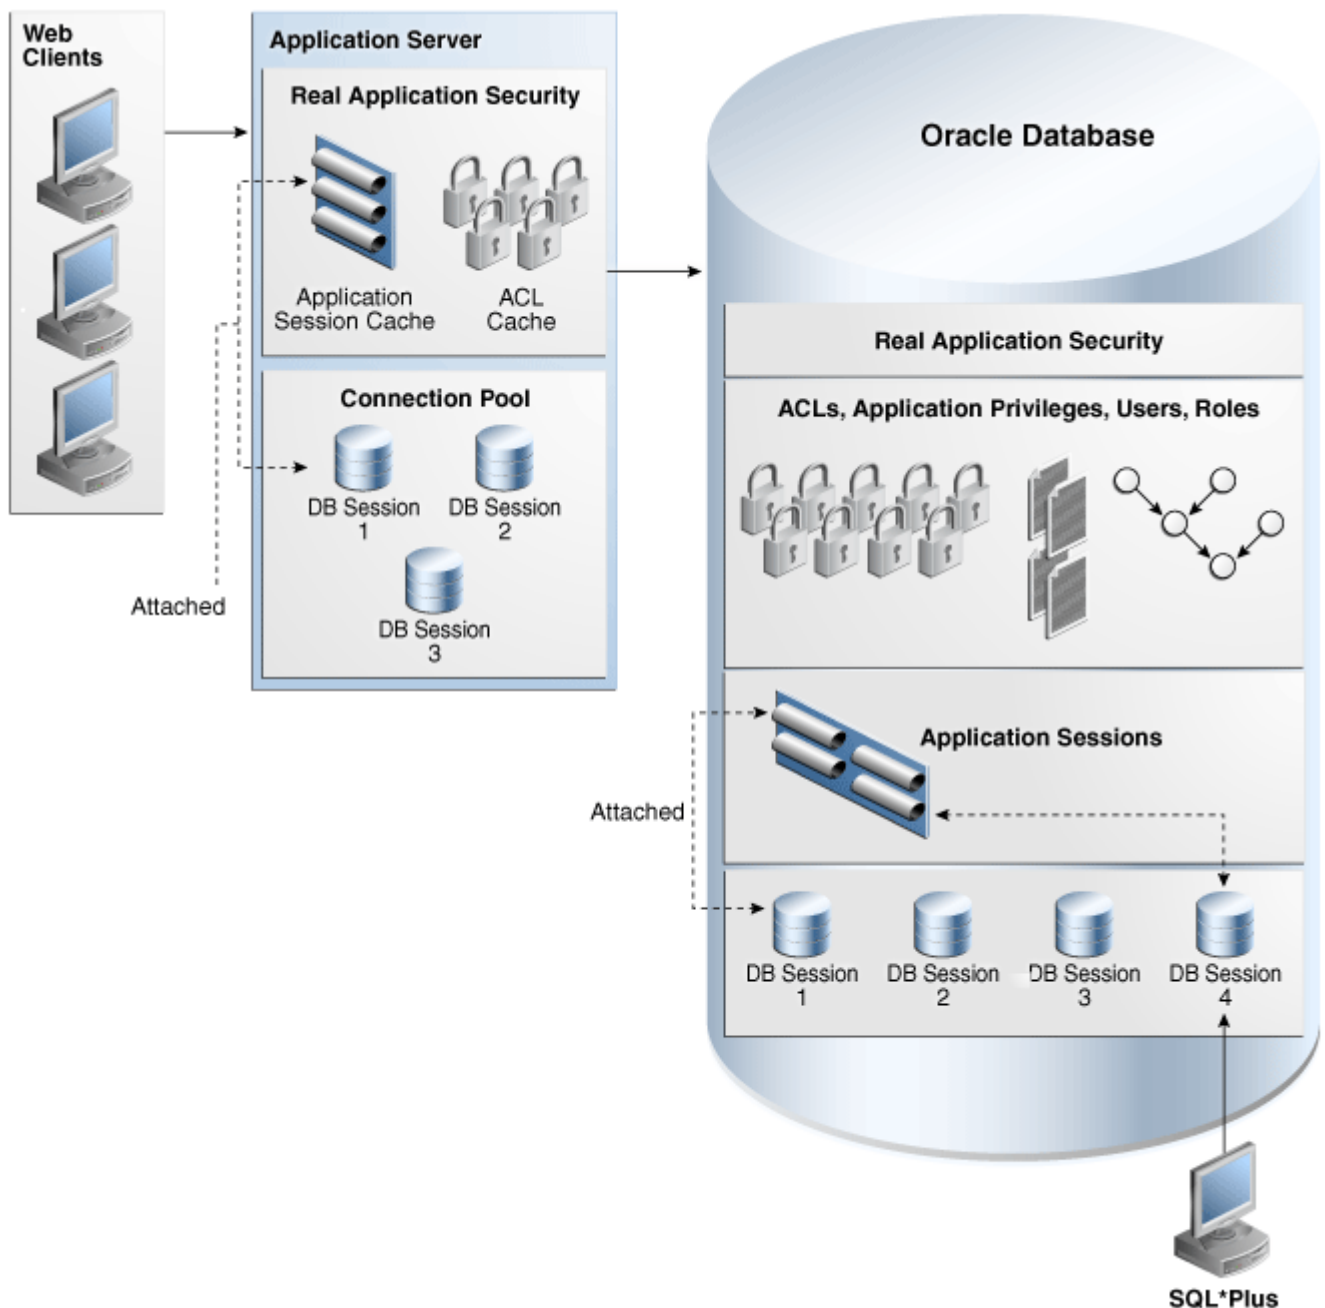 Web
Clients
Application Server
Real Application Security
Application
Session Cache
ACL
Cache
Connection Pool
DB Session
1
DB Session
2
DB Session
3
Attached
Oracle Database
Real Application Security
ACLs, Application Privileges, Users, Roles
Application Sessions
Attached
DB Session
1
DB Session
2
DB Session
3
DB Session
4
SQL*Plus